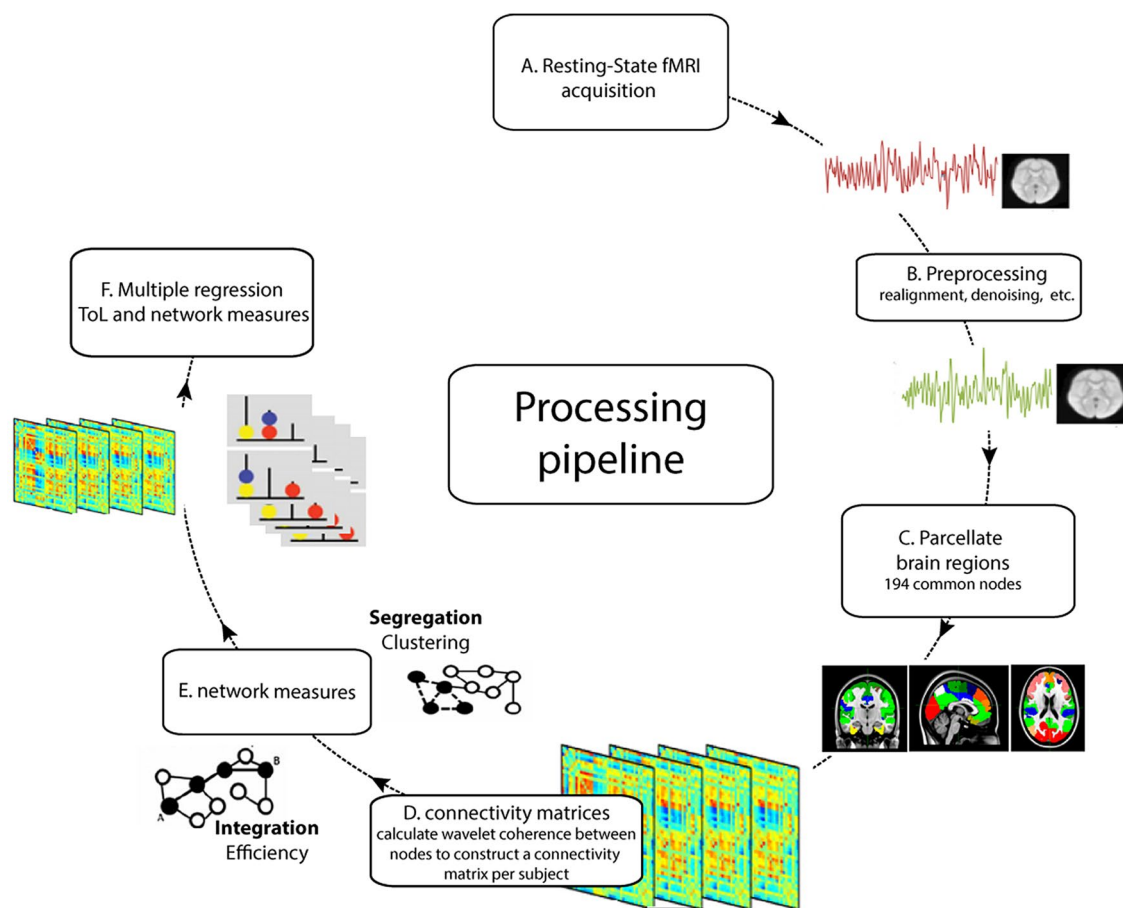 A. Resting-State fMRI
acquisition
B. Preprocessing
realignment, denoising, etc.
C. Parcellate
brain regions
194 common nodes
D. connectivity matrices
calculate wavelet coherence between
nodes to construct a connectivity
matrix per subject
E. network measures
Segregation
Clustering
A
B
Integration
Efficiency
F. Multiple regression
ToL and network measures
Processing
pipeline